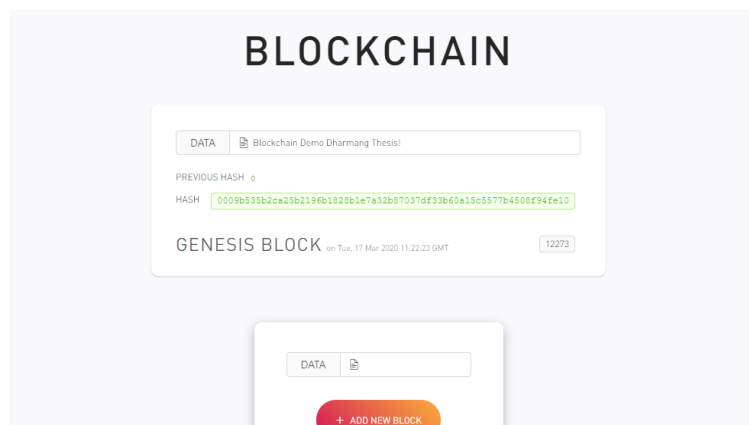 BLOCKCHAIN
DATA Blockchain Demo Dharmang Thesis!
PREVIOUS HASH 0
HASH 0009b535b2ca25b2196b1828b1e7a32b87037df33b60a15c5577b4508f94fe10
GENESIS BLOCK on Tue, 17 Mar 2020 11:22:23 GMT 12273
DATA
+ ADD NEW BLOCK